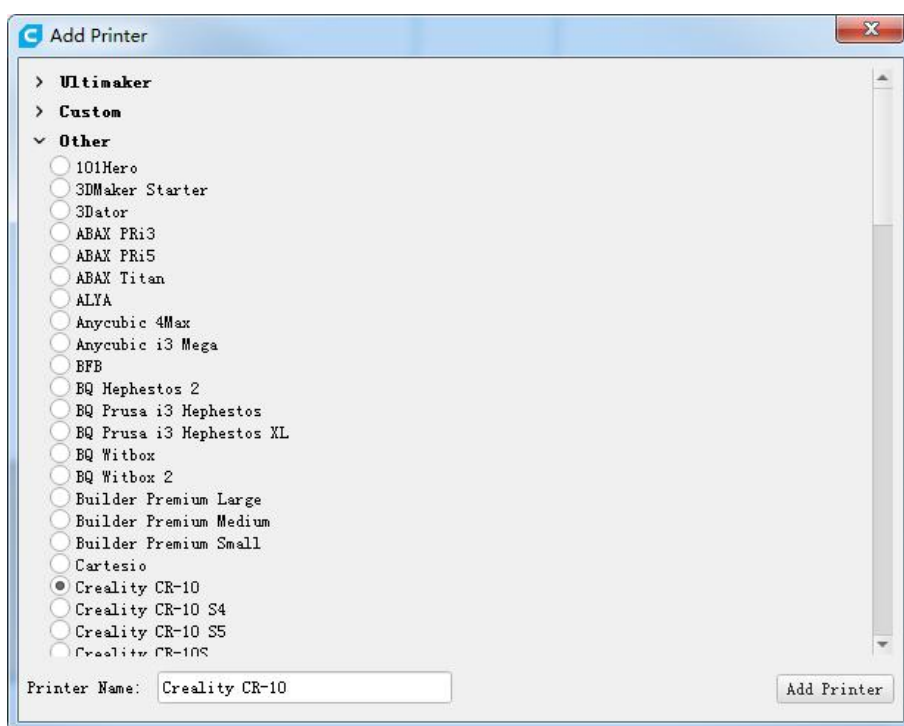 Add Printer
Ultimaker
Custom
Other
101Hero
3DMaker Starter
3Dator
ABAX PRi3
ABAX PRi5
ABAX Titan
ALYA
Anycubic 4Max
Anycubic i3 Mega
BFB
BQ Hephestos 2
BQ Prusa i3 Hephestos
BQ Prusa i3 Hephestos XL
BQ Witbox
BQ Witbox 2
Builder Premium Large
Builder Premium Medium
Builder Premium Small
Cartesio
Creality CR-10
Creality CR-10 S4
Creality CR-10 S5
Creality CR-10S
Printer Name: Creality CR-10 Add Printer